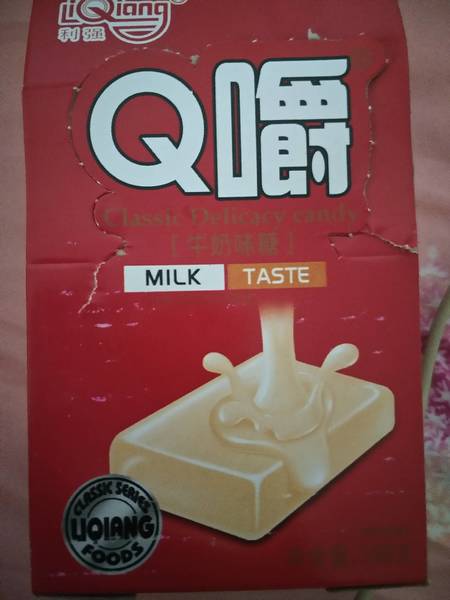 LiQiang
利强
Q嚼
Classic Delicacy candy
[牛奶味糖]
MILK TASTE
CLASSIC SERIES
LIQIANG
FOODS